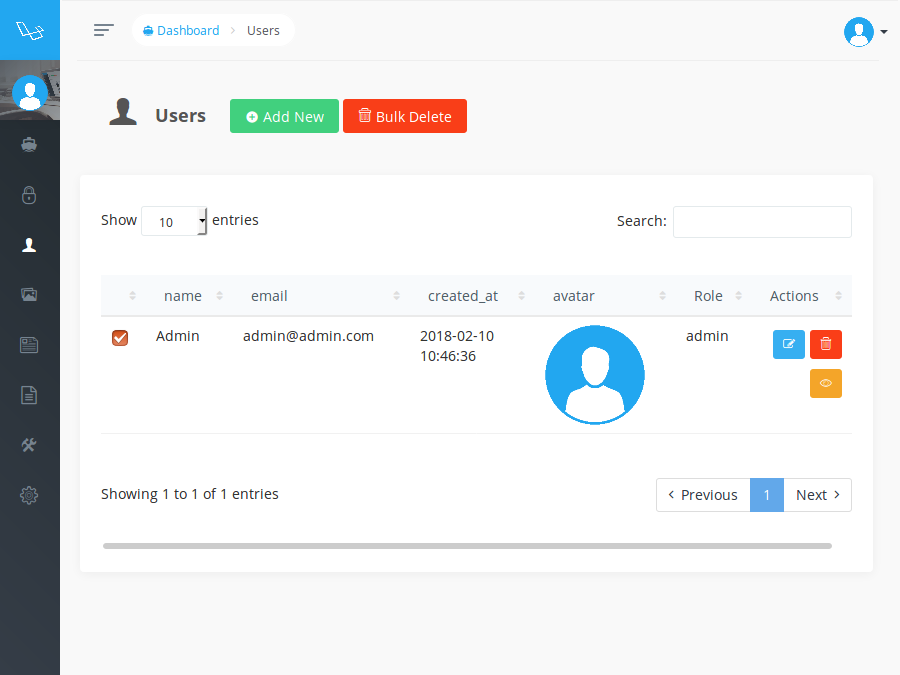 Dashboard > Users
Users
Add New
Bulk Delete
Show 10 entries
Search:
name email created_at avatar Role Actions
Admin admin@admin.com 2018-02-10 admin
10:46:36
Showing 1 to 1 of 1 entries
‹ Previous 1 Next ›